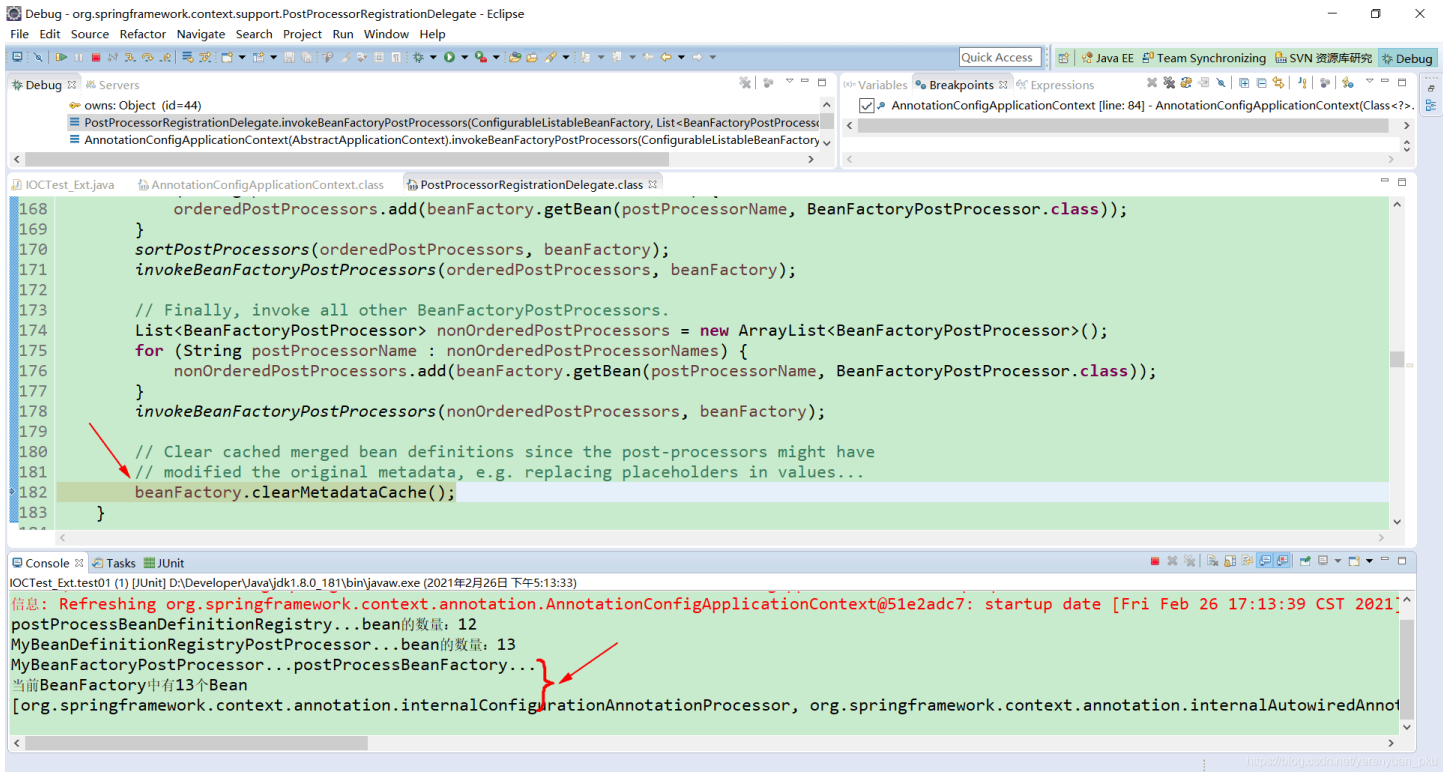 Debug - org.springframework.context.support.PostProcessorRegistrationDelegate - Eclipse
File Edit Source Refactor Navigate Search Project Run Window Help
Quick Access Java EE Team Synchronizing SVN 资源库研究 Debug
Debug Servers
(x)= Variables Breakpoints Expressions
owns: Object (id=44)
PostProcessorRegistrationDelegate.invokeBeanFactoryPostProcessors(ConfigurableListableBeanFactory, List<BeanFactoryPostProcess
AnnotationConfigApplicationContext(AbstractApplicationContext).invokeBeanFactoryPostProcessors(ConfigurableListableBeanFactory
AnnotationConfigApplicationContext [line: 84] - AnnotationConfigApplicationContext(Class<?>.
IOCTest_Ext.java AnnotationConfigApplicationContext.class PostProcessorRegistrationDelegate.class
168 orderedPostProcessors.add(beanFactory.getBean(postProcessorName, BeanFactoryPostProcessor.class));
169 }
170 sortPostProcessors(orderedPostProcessors, beanFactory);
171 invokeBeanFactoryPostProcessors(orderedPostProcessors, beanFactory);
172
173 // Finally, invoke all other BeanFactoryPostProcessors.
174 List<BeanFactoryPostProcessor> nonOrderedPostProcessors = new ArrayList<BeanFactoryPostProcessor>();
175 for (String postProcessorName : nonOrderedPostProcessorNames) {
176 nonOrderedPostProcessors.add(beanFactory.getBean(postProcessorName, BeanFactoryPostProcessor.class));
177 }
178 invokeBeanFactoryPostProcessors(nonOrderedPostProcessors, beanFactory);
179
180 // Clear cached merged bean definitions since the post-processors might have
181 // modified the original metadata, e.g. replacing placeholders in values...
182 beanFactory.clearMetadataCache();
183 }
Console Tasks JUnit
IOCTest_Ext.test01 (1) [JUnit] D:\Developer\Java\jdk1.8.0_181\bin\javaw.exe (2021年2月26日 下午5:13:33)
信息: Refreshing org.springframework.context.annotation.AnnotationConfigApplicationContext@51e2adc7: startup date [Fri Feb 26 17:13:39 CST 2021]
postProcessBeanDefinitionRegistry...bean的数量：12
MyBeanDefinitionRegistryPostProcessor...bean的数量：13
MyBeanFactoryPostProcessor...postProcessBeanFactory...
当前BeanFactory中有13个Bean
[org.springframework.context.annotation.internalConfigurationAnnotationProcessor, org.springframework.context.annotation.internalAutowiredAnnot
https://blog.csdn.net/yerenyuan_pku